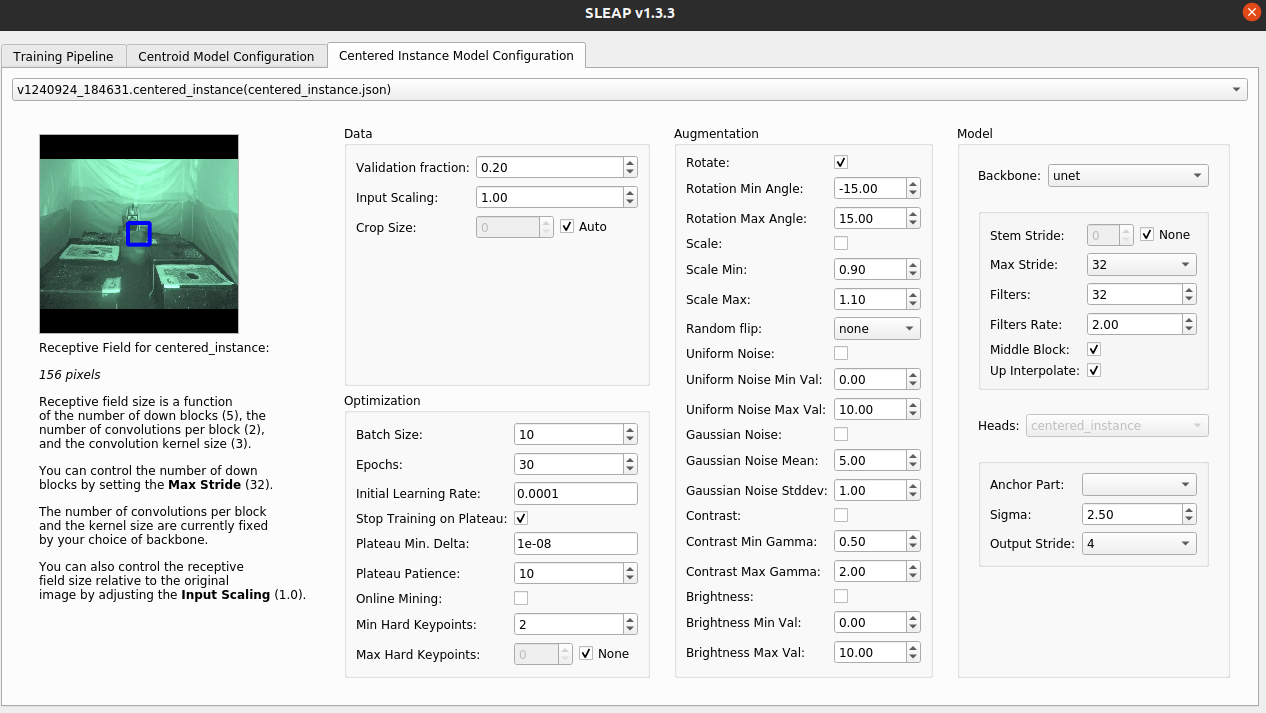 SLEAP v1.3.3
Training Pipeline
Centroid Model Configuration
Centered Instance Model Configuration
v1240924_184631.centered_instance(centered_instance.json)
Receptive Field for centered_instance:
156 pixels
Receptive field size is a function
of the number of down blocks (5), the
number of convolutions per block (2),
and the convolution kernel size (3).
You can control the number of down
blocks by setting the Max Stride (32).
The number of convolutions per block
and the kernel size are currently fixed
by your choice of backbone.
You can also control the receptive
field size relative to the original
image by adjusting the Input Scaling (1.0).
Data
Validation fraction: 0.20
Input Scaling: 1.00
Crop Size: 0 Auto
Optimization
Batch Size: 10
Epochs: 30
Initial Learning Rate: 0.0001
Stop Training on Plateau:
Plateau Min. Delta: 1e-08
Plateau Patience: 10
Online Mining:
Min Hard Keypoints: 2
Max Hard Keypoints: 0 None
Augmentation
Rotate:
Rotation Min Angle: -15.00
Rotation Max Angle: 15.00
Scale:
Scale Min: 0.90
Scale Max: 1.10
Random flip: none
Uniform Noise:
Uniform Noise Min Val: 0.00
Uniform Noise Max Val: 10.00
Gaussian Noise:
Gaussian Noise Mean: 5.00
Gaussian Noise Stddev: 1.00
Contrast:
Contrast Min Gamma: 0.50
Contrast Max Gamma: 2.00
Brightness:
Brightness Min Val: 0.00
Brightness Max Val: 10.00
Model
Backbone: unet
Stem Stride: 0 None
Max Stride: 32
Filters: 32
Filters Rate: 2.00
Middle Block:
Up Interpolate:
Heads: centered_instance
Anchor Part:
Sigma: 2.50
Output Stride: 4